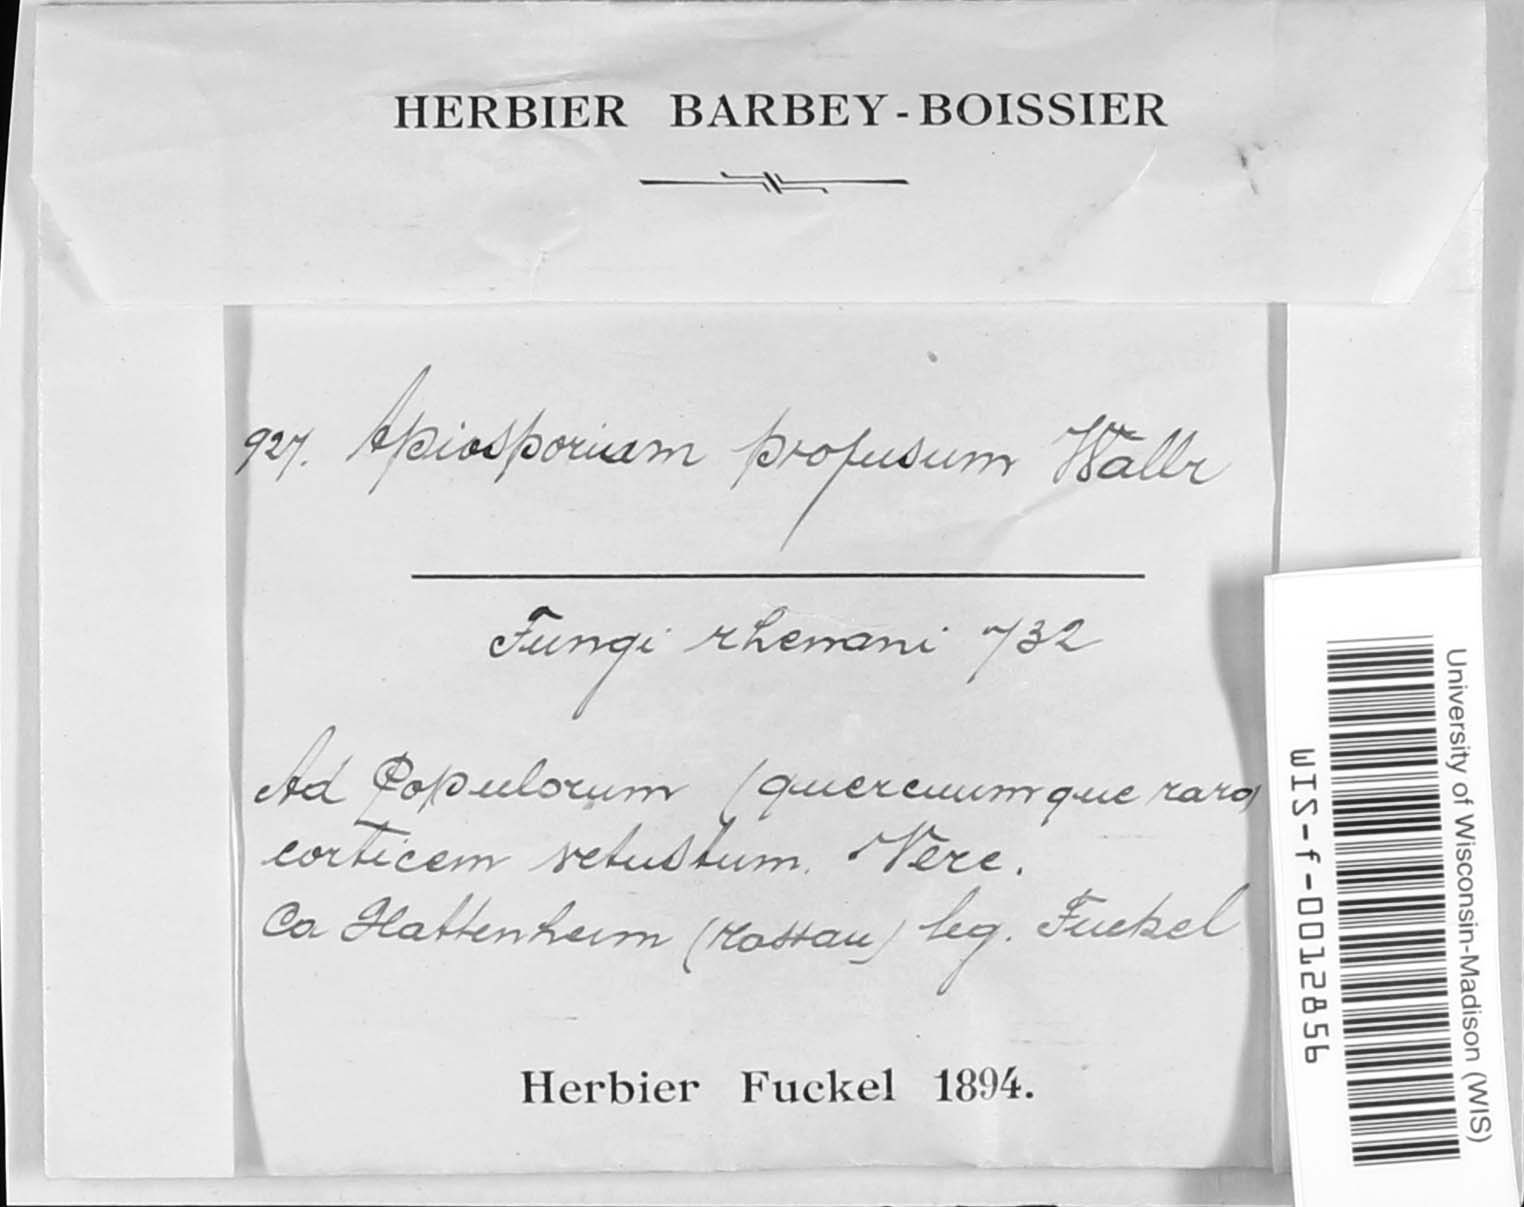 HERBIER BARBEY-BOISSIER
927. Apiosporium profusum Wallr
Fungi rhenani 732
Ad Populorum (quercuumque raro)
corticem vetustum. Vere.
Ca Hattenheim (Nassau) leg. Fuckel
Herbier Fuckel 1894.
University of Wisconsin-Madison (WIS)
WIS-f-0012856